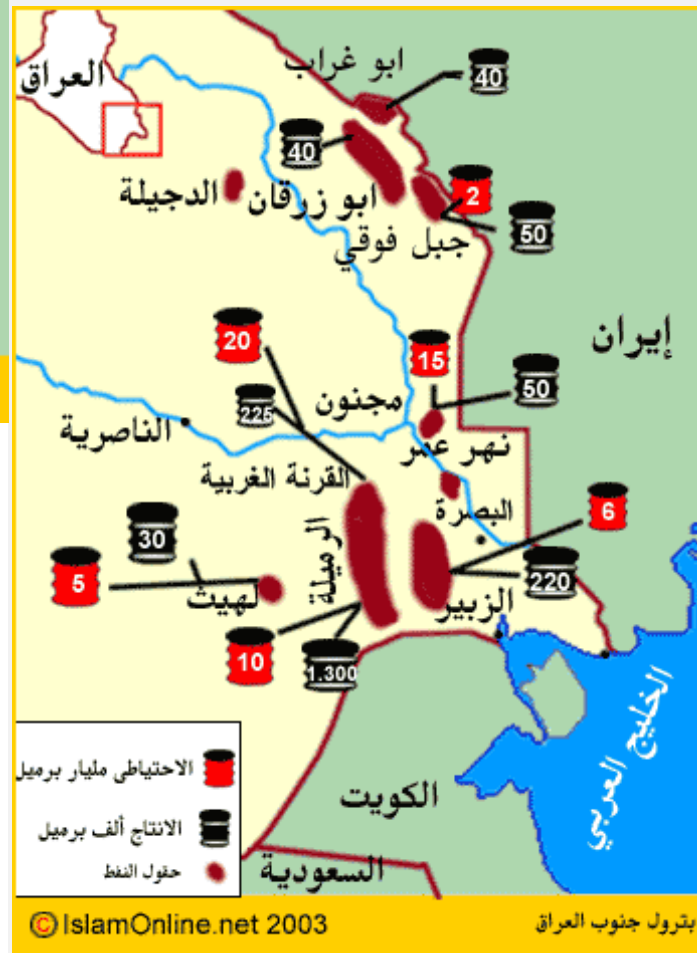 العراق
ابو غراب
40
40
الدجيلة
ابو زرقان
2
جبل فوقي
50
إيران
20
15
50
225
مجنون
الناصرية
نهر عمر
القرنة الغربية
البصرة
6
30
الرميلة
5
لهيث
220
الزبير
10
1.300
الخليج العربي
الاحتياطى مليار برميل
الكويت
الانتاج ألف برميل
حقول النفط
السعودية
© IslamOnline.net 2003
بترول جنوب العراق